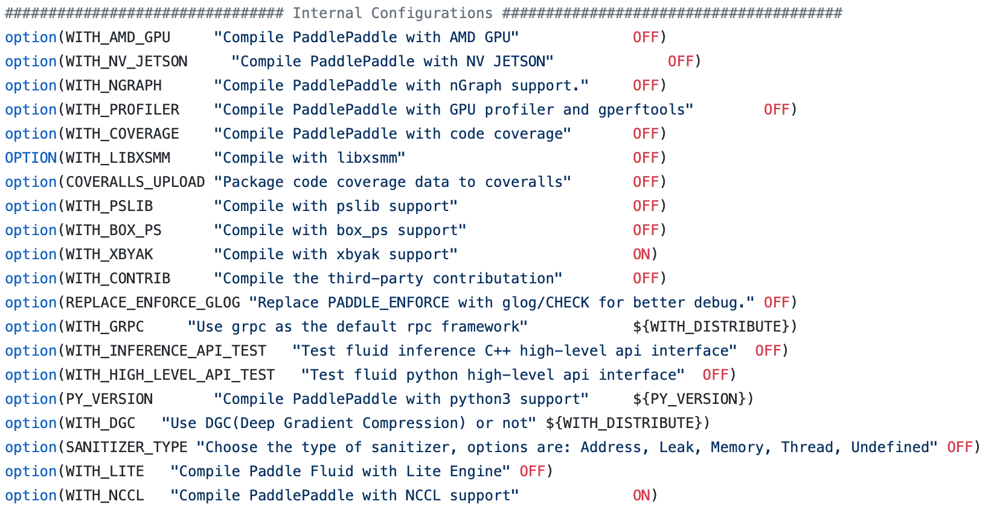 ################################ Internal Configurations #######################################
option(WITH_AMD_GPU     "Compile PaddlePaddle with AMD GPU"             OFF)
option(WITH_NV_JETSON     "Compile PaddlePaddle with NV JETSON"             OFF)
option(WITH_NGRAPH      "Compile PaddlePaddle with nGraph support."     OFF)
option(WITH_PROFILER    "Compile PaddlePaddle with GPU profiler and gperftools"        OFF)
option(WITH_COVERAGE    "Compile PaddlePaddle with code coverage"       OFF)
OPTION(WITH_LIBXSMM     "Compile with libxsmm"                          OFF)
option(COVERALLS_UPLOAD "Package code coverage data to coveralls"       OFF)
option(WITH_PSLIB       "Compile with pslib support"                    OFF)
option(WITH_BOX_PS      "Compile with box_ps support"                   OFF)
option(WITH_XBYAK       "Compile with xbyak support"                    ON)
option(WITH_CONTRIB     "Compile the third-party contributation"        OFF)
option(REPLACE_ENFORCE_GLOG "Replace PADDLE_ENFORCE with glog/CHECK for better debug." OFF)
option(WITH_GRPC     "Use grpc as the default rpc framework"            ${WITH_DISTRIBUTE})
option(WITH_INFERENCE_API_TEST   "Test fluid inference C++ high-level api interface"  OFF)
option(WITH_HIGH_LEVEL_API_TEST   "Test fluid python high-level api interface"  OFF)
option(PY_VERSION       "Compile PaddlePaddle with python3 support"     ${PY_VERSION})
option(WITH_DGC   "Use DGC(Deep Gradient Compression) or not" ${WITH_DISTRIBUTE})
option(SANITIZER_TYPE "Choose the type of sanitizer, options are: Address, Leak, Memory, Thread, Undefined" OFF)
option(WITH_LITE   "Compile Paddle Fluid with Lite Engine" OFF)
option(WITH_NCCL   "Compile PaddlePaddle with NCCL support"             ON)